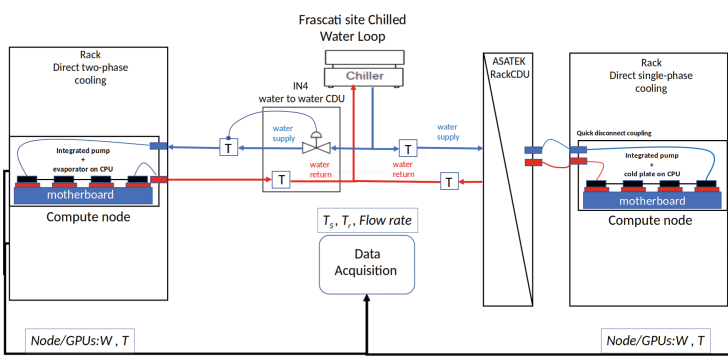 Frascati site Chilled
Water Loop
Chiller
Rack
Direct two-phase
cooling
IN4
water to water CDU
water
supply
water
return
T
T
water
supply
water
return
T
T
ASATEK
RackCDU
Rack
Direct single-phase
cooling
Quick disconnect coupling
Integrated pump
+
evaporator on CPU
motherboard
Compute node
Integrated pump
+
cold plate on CPU
motherboard
Compute node
Ts , Tr, Flow rate
Data
Acquisition
Node/GPUs:W , T
Node/GPUs:W , T